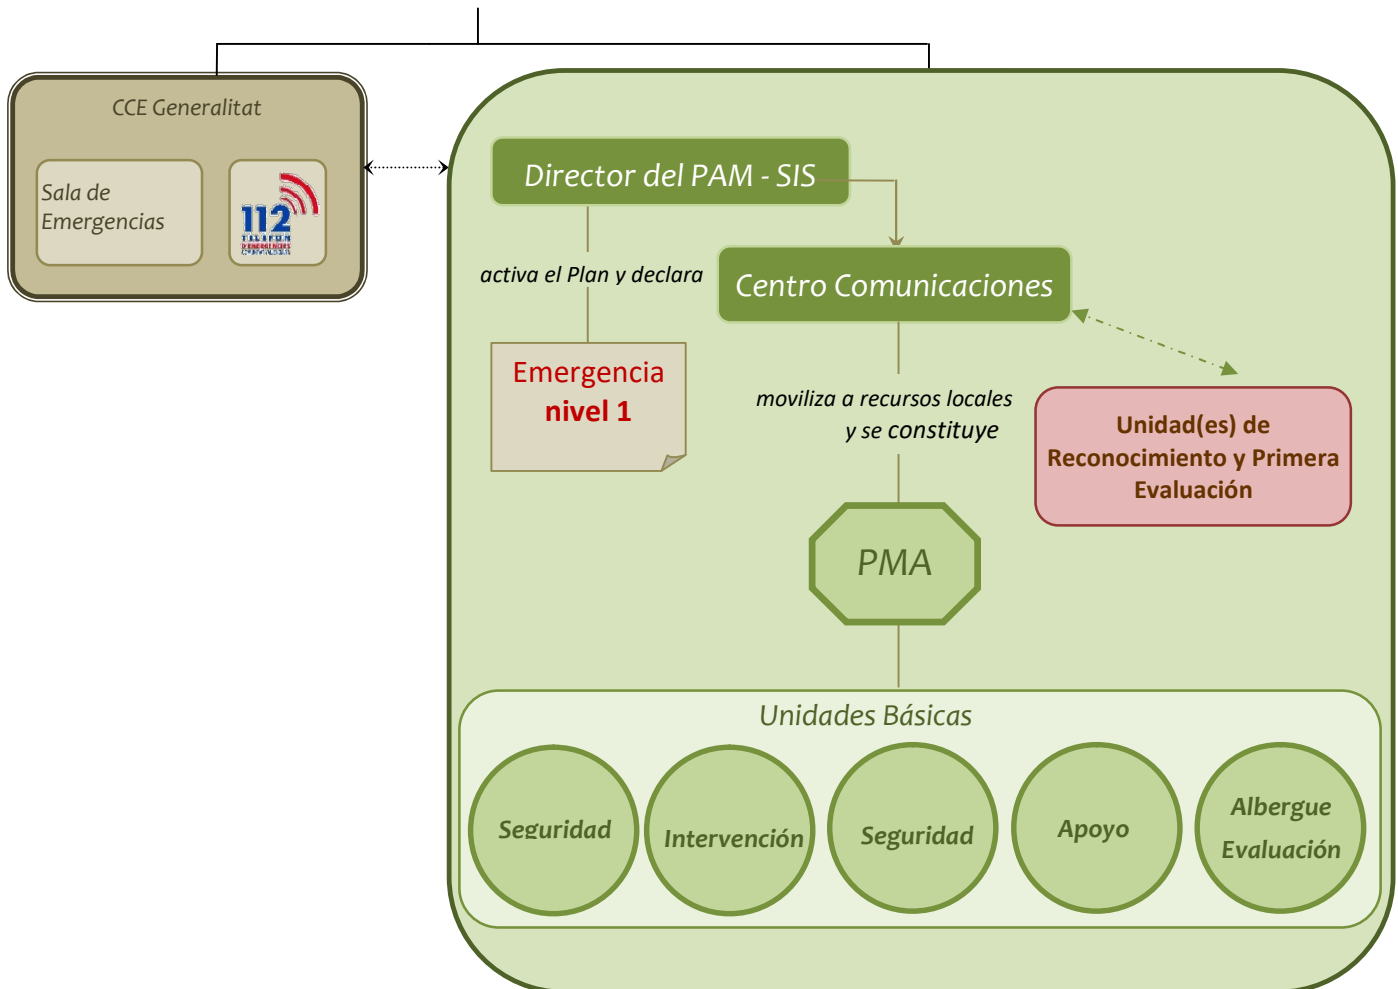 CCE Generalitat
Sala de
Emergencias
112
TELÈFON
D'EMERGÈNCIES
Director del PAM - SIS
activa el Plan y declara
Centro Comunicaciones
Emergencia
nivel 1
moviliza a recursos locales
y se constituye
Unidad(es) de
Reconocimiento y Primera
Evaluación
PMA
Unidades Básicas
Seguridad
Intervención
Seguridad
Apoyo
Albergue
Evaluación